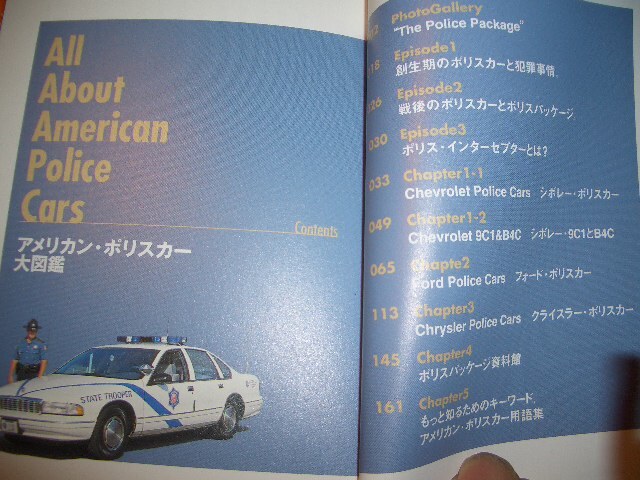 All
About
American
Police
Cars
Contents
アメリカン・ポリスカー
大図鑑
STATE TROOPER
PhotoGallery
"The Police Package"
18 Episode1
創生期のポリスカーと犯罪事情
026 Episode2
戦後のポリスカーとポリスパッケージ
030 Episode3
ポリス・インターセプターとは?
033 Chapter1-1
Chevrolet Police Cars シボレー・ポリスカー
049 Chapter1-2
Chevrolet 9C1&B4C シボレー・9C1とB4C
065 Chapte2
Ford Police Cars フォード・ポリスカー
113 Chapter3
Chrysler Police Cars クライスラー・ポリスカー
145 Chapter4
ポリスパッケージ資料館
161 Chapter5
もっと知るためのキーワード、
アメリカン・ポリスカー用語集